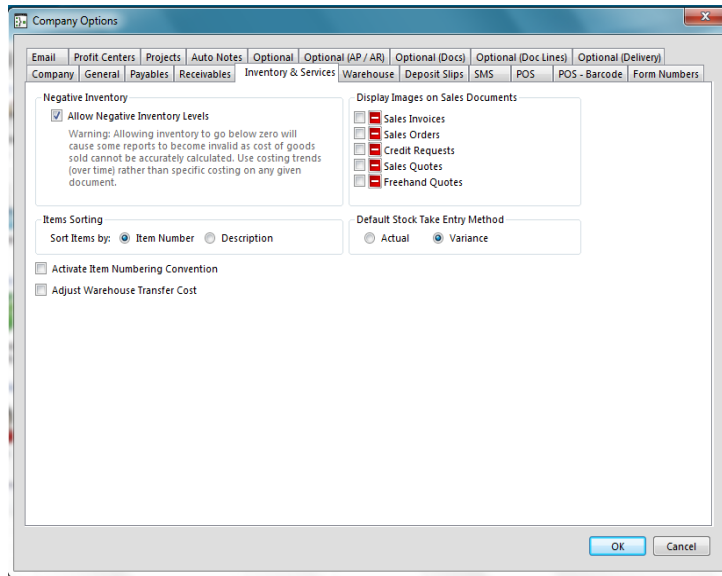 Company Options
Email Profit Centers Projects Auto Notes Optional Optional (AP / AR) Optional (Docs) Optional (Doc Lines) Optional (Delivery)
Company General Payables Receivables Inventory & Services Warehouse Deposit Slips SMS POS POS - Barcode Form Numbers
Negative Inventory
Allow Negative Inventory Levels
Warning: Allowing inventory to go below zero will
cause some reports to become invalid as cost of goods
sold cannot be accurately calculated. Use costing trends
(over time) rather than specific costing on any given
document.
Display Images on Sales Documents
Sales Invoices
Sales Orders
Credit Requests
Sales Quotes
Freehand Quotes
Items Sorting
Sort Items by: Item Number Description
Default Stock Take Entry Method
Actual Variance
Activate Item Numbering Convention
Adjust Warehouse Transfer Cost
OK Cancel